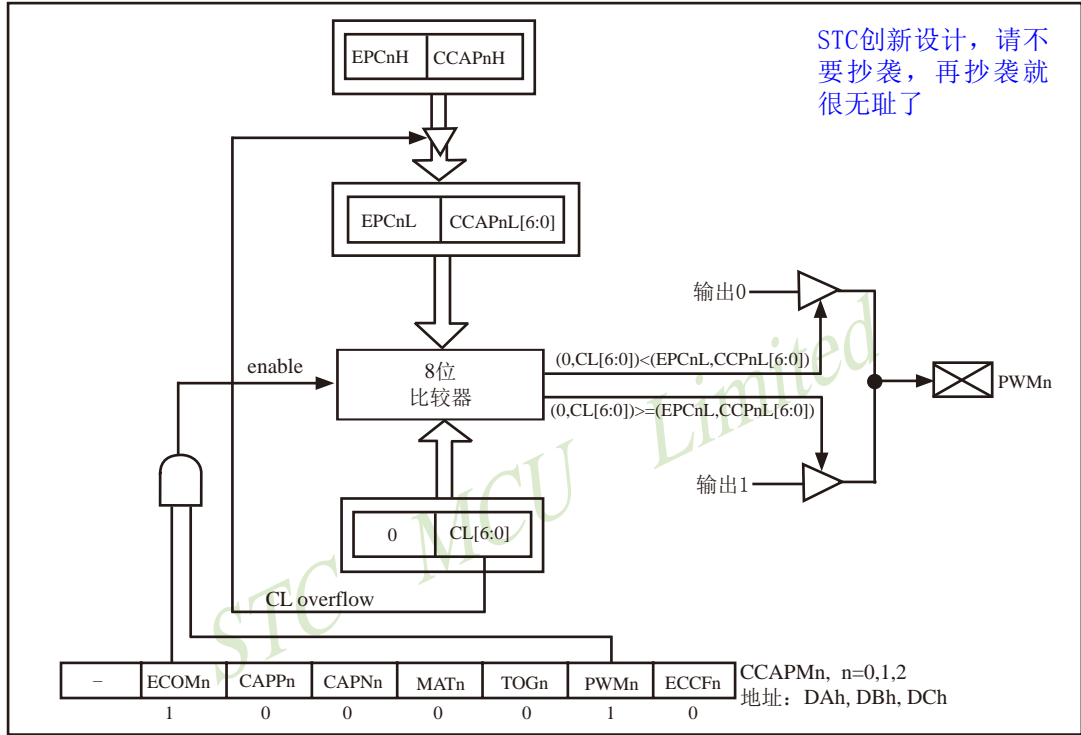 STC创新设计，请不
要抄袭，再抄袭就
很无耻了
EPCnH CCAPnH
EPCnL CCAPnL[6:0]
输出0
enable
8位
比较器
(0,CL[6:0])<(EPCnL,CCPnL[6:0])
(0,CL[6:0])>=(EPCnL,CCPnL[6:0])
PWMn
输出1
0 CL[6:0]
CL overflow
STC MCU Limited
– ECOMn CAPPn CAPNn MATn TOGn PWMn ECCFn
CCAPMn, n=0,1,2
地址：DAh, DBh, DCh
1 0 0 0 0 1 0